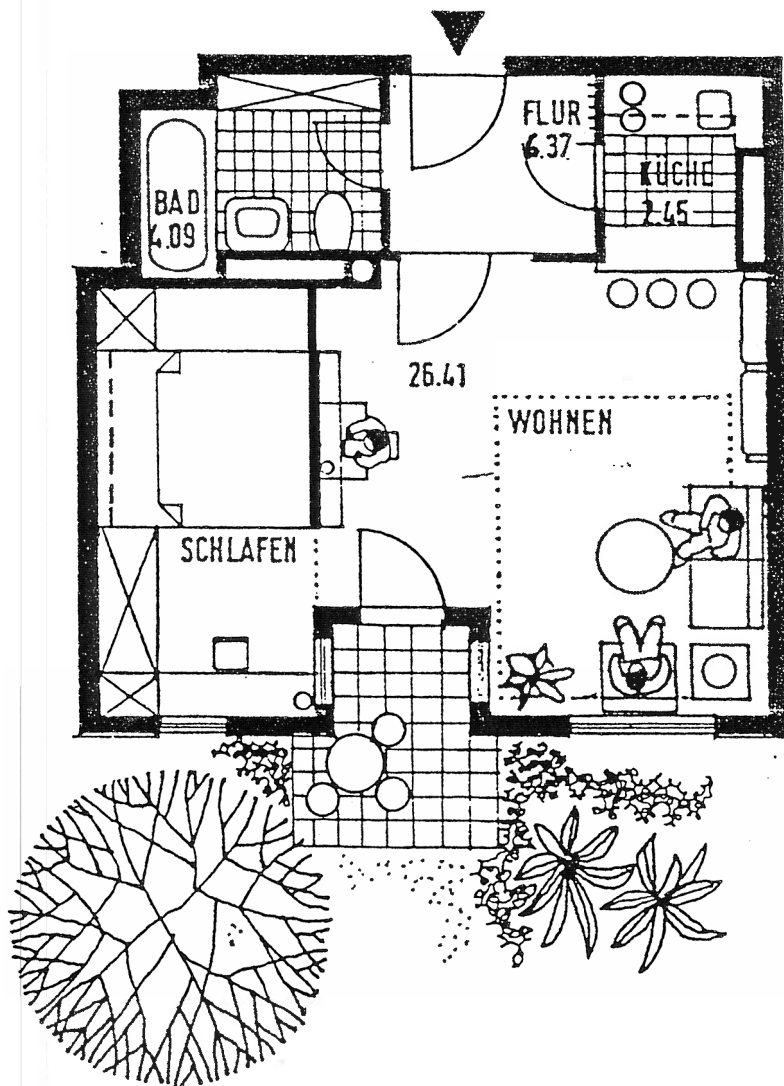 FLUR
6.37
KÜCHE
2.45
BAD
4.09
26.41
WOHNEN
SCHLAFEN